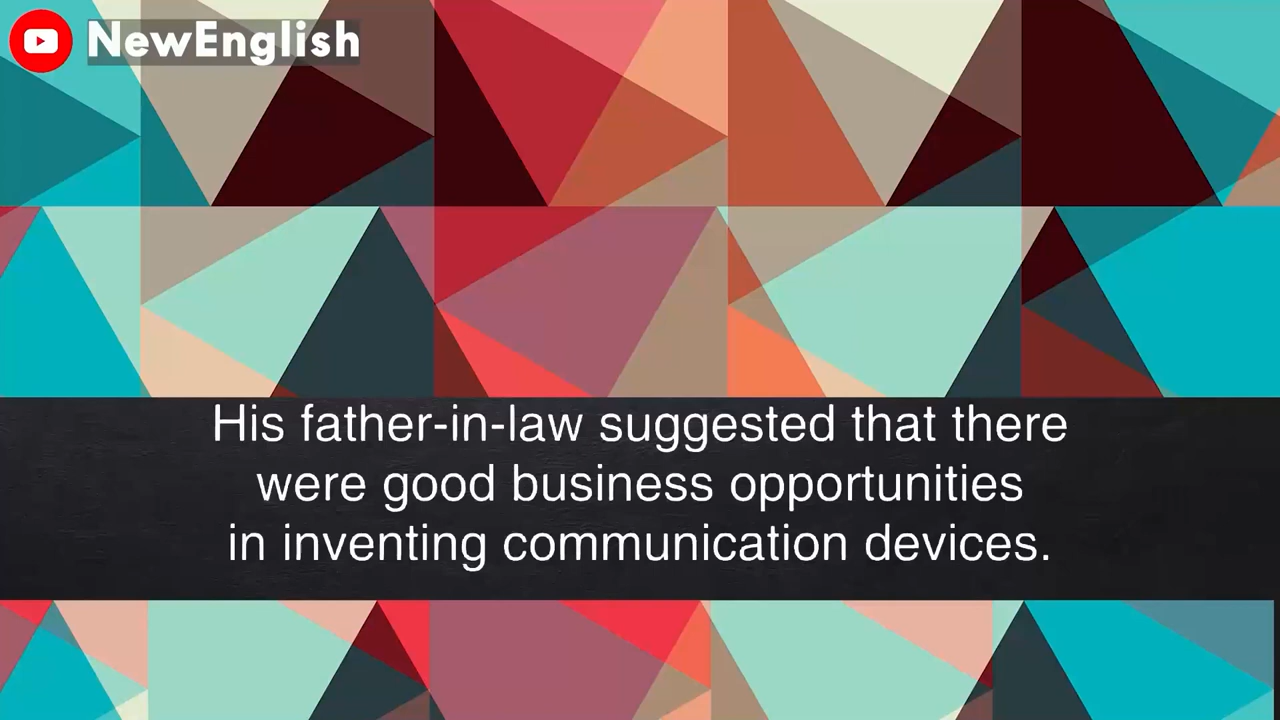 NewEnglish
His father-in-law suggested that there
were good business opportunities
in inventing communication devices.